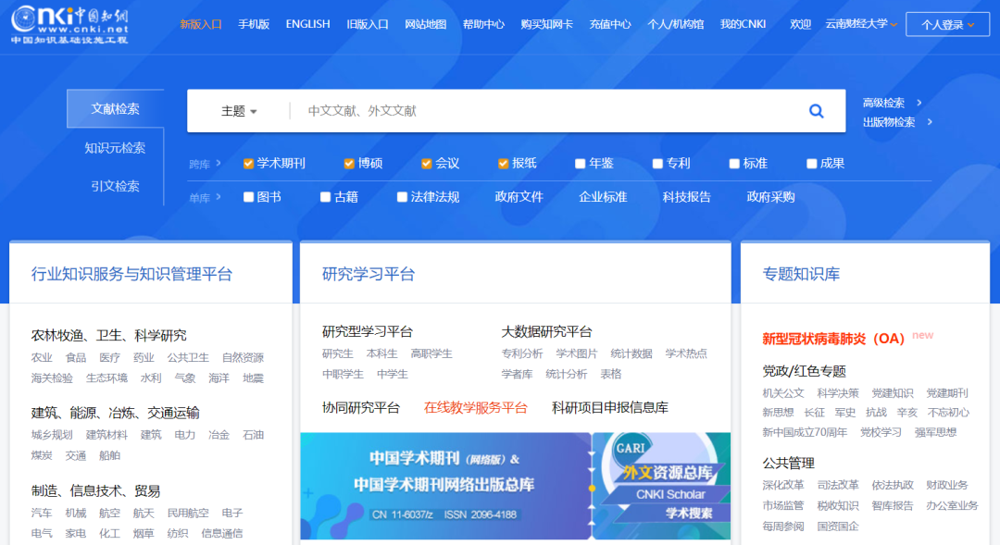 cnki中国知网
www.cnki.net
中国知识基础设施工程
新版入口 手机版 ENGLISH 旧版入口 网站地图 帮助中心 购买知网卡 充值中心 个人/机构馆 我的CNKI 欢迎 云南财经大学 个人登录
文献检索
知识元检索
引文检索
主题 中文文献、外文文献
高级检索 >
出版物检索 >
跨库 > 学术期刊 博硕 会议 报纸 年鉴 专利 标准 成果
单库 > 图书 古籍 法律法规 政府文件 企业标准 科技报告 政府采购
行业知识服务与知识管理平台
农林牧渔、卫生、科学研究
农业 食品 医疗 药业 公共卫生 自然资源
海关检验 生态环境 水利 气象 海洋 地震
建筑、能源、冶炼、交通运输
城乡规划 建筑材料 建筑 电力 冶金 石油
煤炭 交通 船舶
制造、信息技术、贸易
汽车 机械 航空 航天 民用航空 电子
电气 家电 化工 烟草 纺织 信息通信
研究学习平台
研究型学习平台
研究生 本科生 高职学生
中职学生 中学生
大数据研究平台
专利分析 学术图片 统计数据 学术热点
学者库 统计分析 表格
协同研究平台 在线教学服务平台 科研项目申报信息库
中国学术期刊(网络版)&
中国学术期刊网络出版总库
CN 11-6037/z ISSN 2096-4188
GARI
外文资源总库
CNKI Scholar
学术搜索
专题知识库
新型冠状病毒肺炎(OA) new
党政/红色专题
机关公文 科学决策 党建知识 党建期刊
新思想 长征 军史 抗战 辛亥 不忘初心
新中国成立70周年 党校学习 强军思想
公共管理
深化改革 司法改革 依法执政 财政业务
市场监管 税收知识 智库报告 办公室业务
每周参阅 国资国企